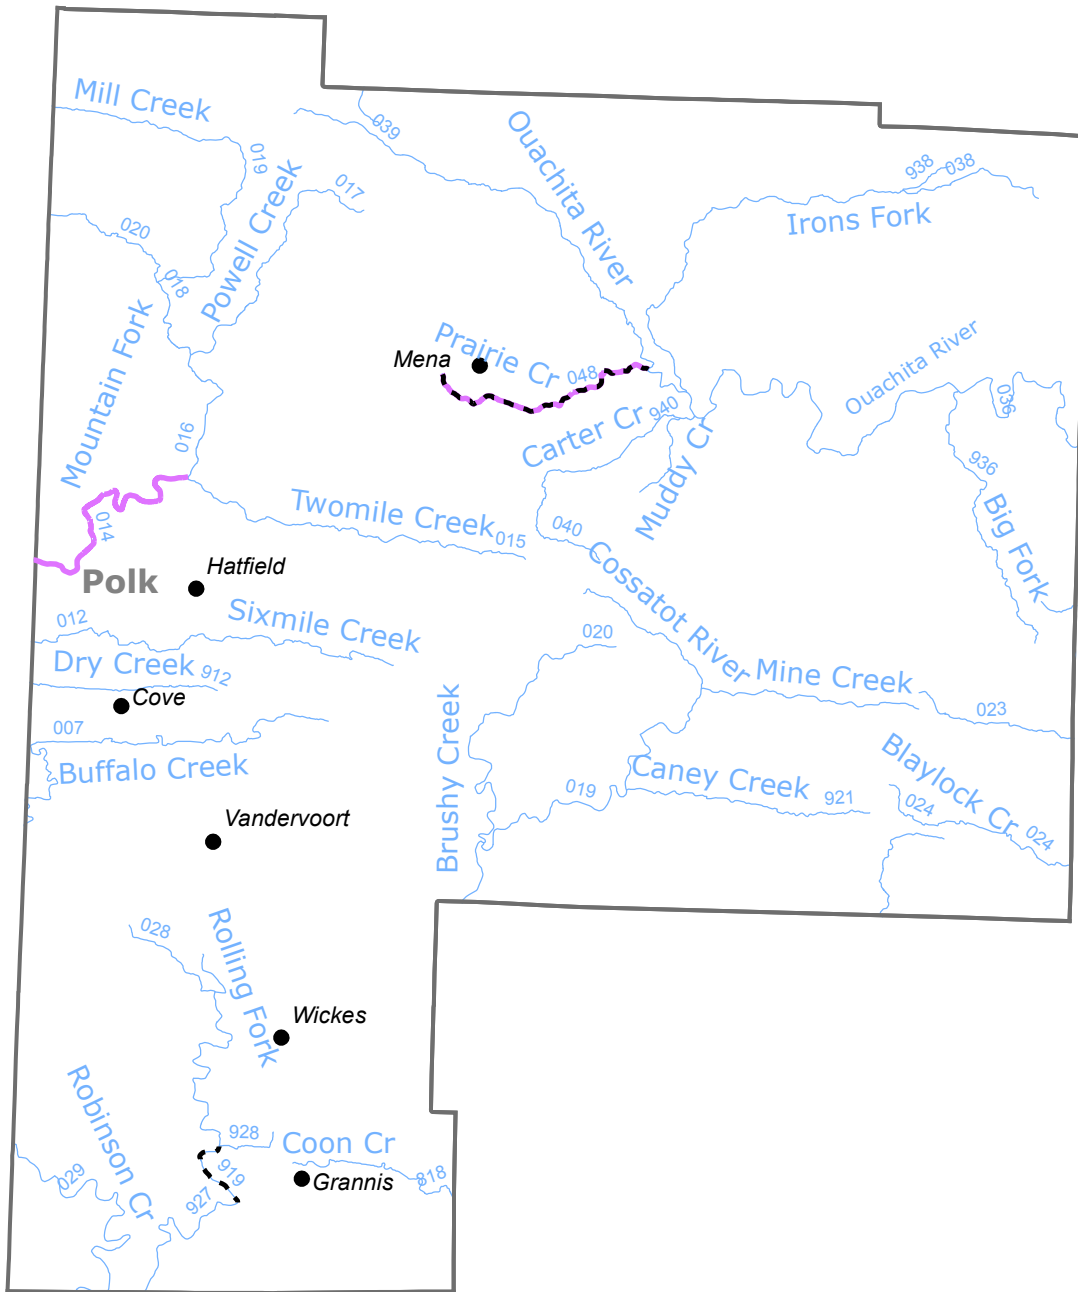 Mill Creek
039
Ouachita River
019
938
038
017
Powell Creek
Irons Fork
020
018
Mountain Fork
Prairie Cr
Mena
048
Ouachita River
940
036
Carter Cr
016
Muddy Cr
936
Big Fork
Twomile Creek
015
014
040
Cossatot River
Hatfield
Polk
012
Sixmile Creek
020
Dry Creek
912
Mine Creek
Cove
023
007
Brushy Creek
Buffalo Creek
Blaylock Cr
Caney Creek
019
921
024
024
Vandervoort
028
Rolling Fork
Wickes
Robinson Cr
928
Coon Cr
029
919
818
Grannis
927